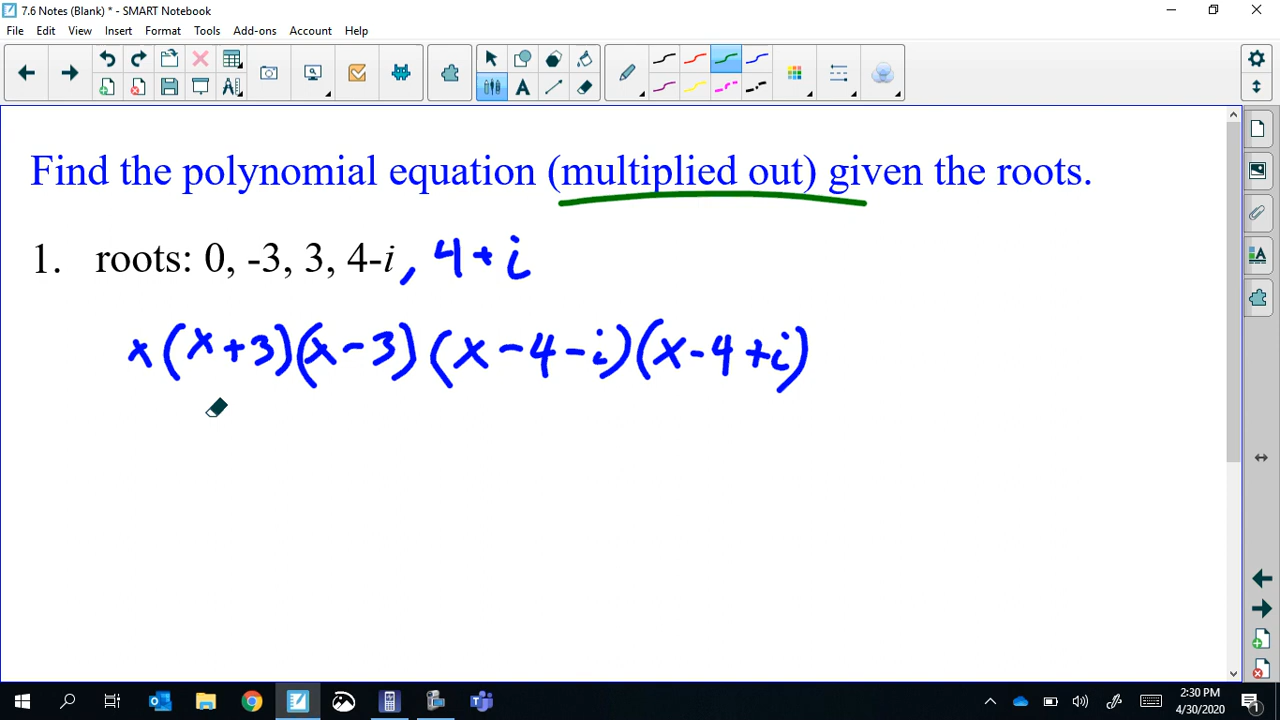 7.6 Notes (Blank) * - SMART Notebook
File Edit View Insert Format Tools Add-ons Account Help
Find the polynomial equation (multiplied out) given the roots.
1. roots: 0, -3, 3, 4-i, 4+i
x(x+3)(x-3)(x-4-i)(x-4+i)
2:30 PM
4/30/2020